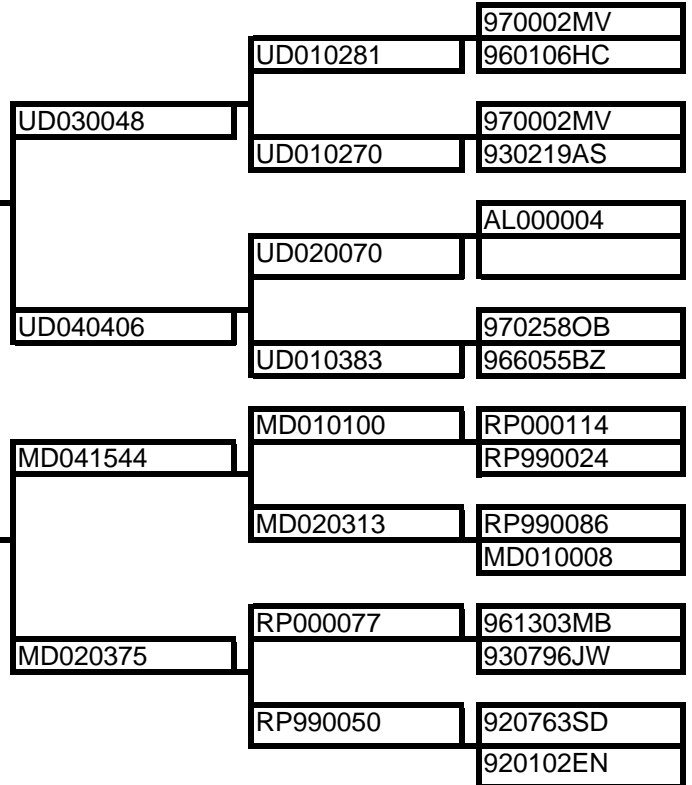 970002MV
UD010281
960106HC
UD030048
970002MV
UD010270
930219AS
AL000004
UD020070
UD040406
970258OB
UD010383
966055BZ
MD010100
RP000114
MD041544
RP990024
MD020313
RP990086
MD010008
RP000077
961303MB
MD020375
930796JW
RP990050
920763SD
920102EN